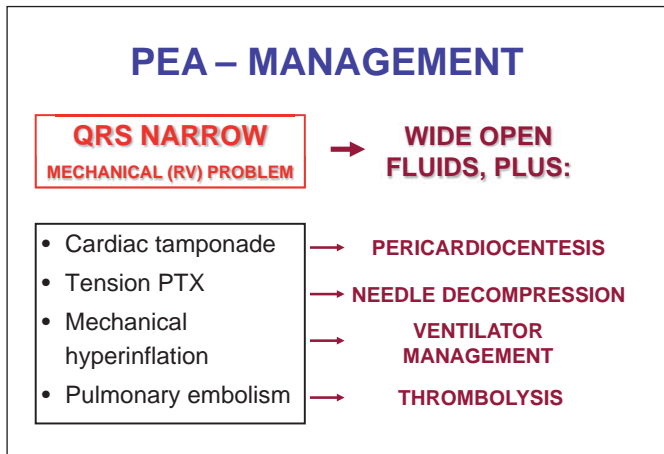 PEA – MANAGEMENT
QRS NARROW
MECHANICAL (RV) PROBLEM
WIDE OPEN
FLUIDS, PLUS:
• Cardiac tamponade
PERICARDIOCENTESIS
• Tension PTX
NEEDLE DECOMPRESSION
• Mechanical
hyperinflation
VENTILATOR
MANAGEMENT
• Pulmonary embolism
THROMBOLYSIS